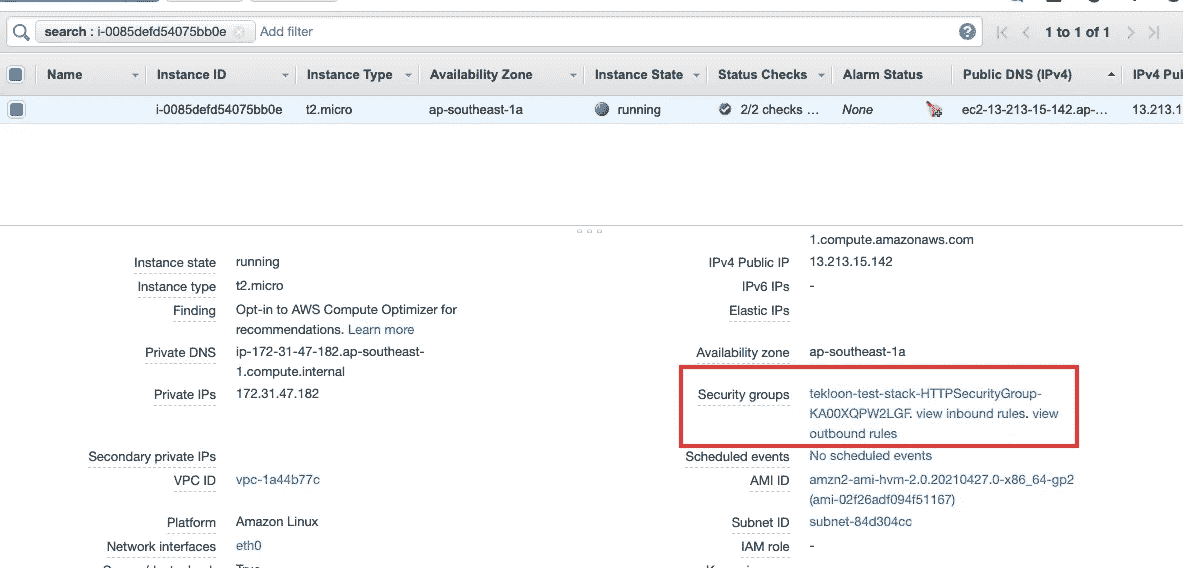 search : i-0085defd54075bb0e Add filter 1 to 1 of 1
Name Instance ID Instance Type Availability Zone Instance State Status Checks Alarm Status Public DNS (IPv4) IPv4 Pu
i-0085defd54075bb0e t2.micro ap-southeast-1a running 2/2 checks ... None ec2-13-213-15-142.ap-... 13.213.1
1.compute.amazonaws.com
Instance state running
IPv4 Public IP 13.213.15.142
Instance type t2.micro
IPv6 IPs -
Finding Opt-in to AWS Compute Optimizer for
recommendations. Learn more
Elastic IPs
Private DNS ip-172-31-47-182.ap-southeast-
1.compute.internal
Availability zone ap-southeast-1a
Private IPs 172.31.47.182
Security groups tekloon-test-stack-HTTPSecurityGroup-
KA00XQPW2LGF. view inbound rules. view
outbound rules
Secondary private IPs
Scheduled events No scheduled events
VPC ID vpc-1a44b77c
AMI ID amzn2-ami-hvm-2.0.20210427.0-x86_64-gp2
(ami-02f26adf094f51167)
Platform Amazon Linux
Subnet ID subnet-84d304cc
Network interfaces eth0
IAM role -